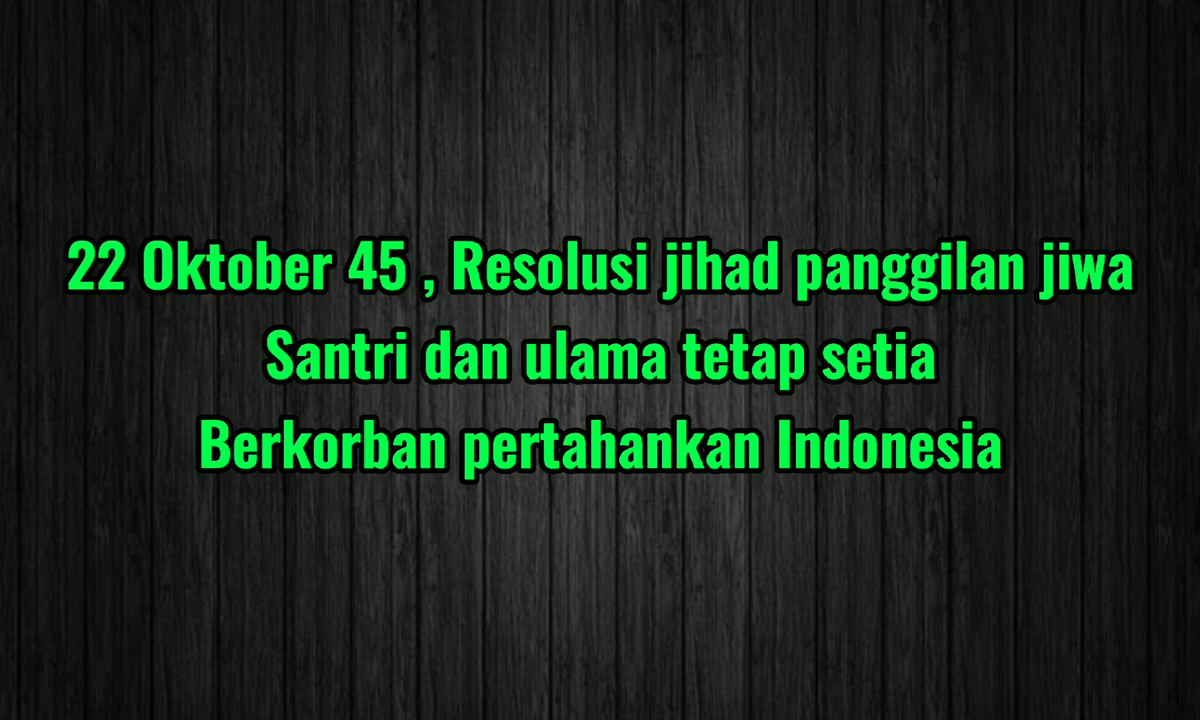 22 Oktober 45 , Resolusi jihad panggilan jiwa
Santri dan ulama tetap setia
Berkorban pertahankan Indonesia